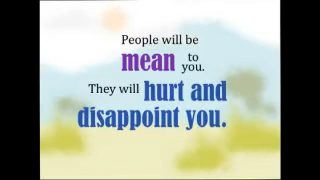 People will be
mean to
you.
They will hurt and
disappoint you.